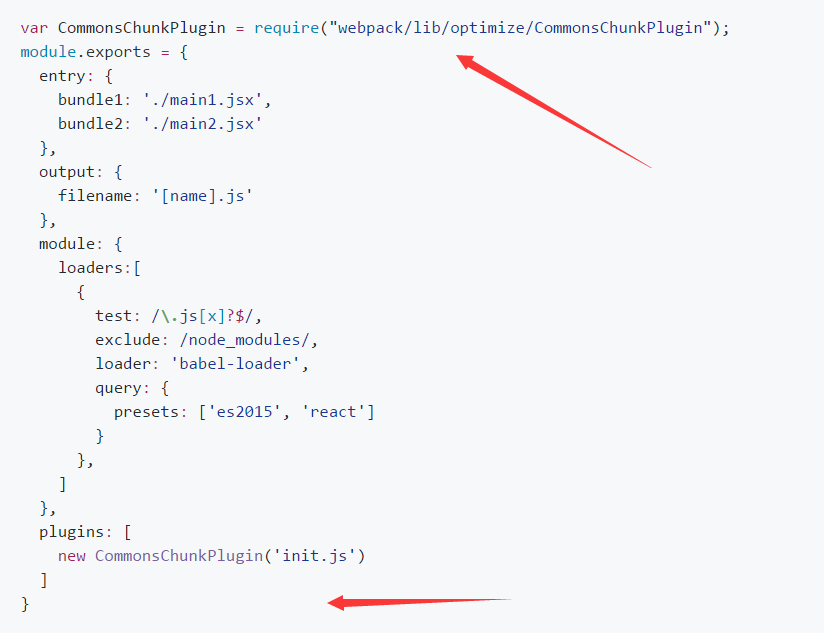 var CommonsChunkPlugin = require("webpack/lib/optimize/CommonsChunkPlugin");
module.exports = {
  entry: {
    bundle1: './main1.jsx',
    bundle2: './main2.jsx'
  },
  output: {
    filename: '[name].js'
  },
  module: {
    loaders:[
      {
        test: /\.js[x]?$/,
        exclude: /node_modules/,
        loader: 'babel-loader',
        query: {
          presets: ['es2015', 'react']
        }
      },
    ]
  },
  plugins: [
    new CommonsChunkPlugin('init.js')
  ]
}